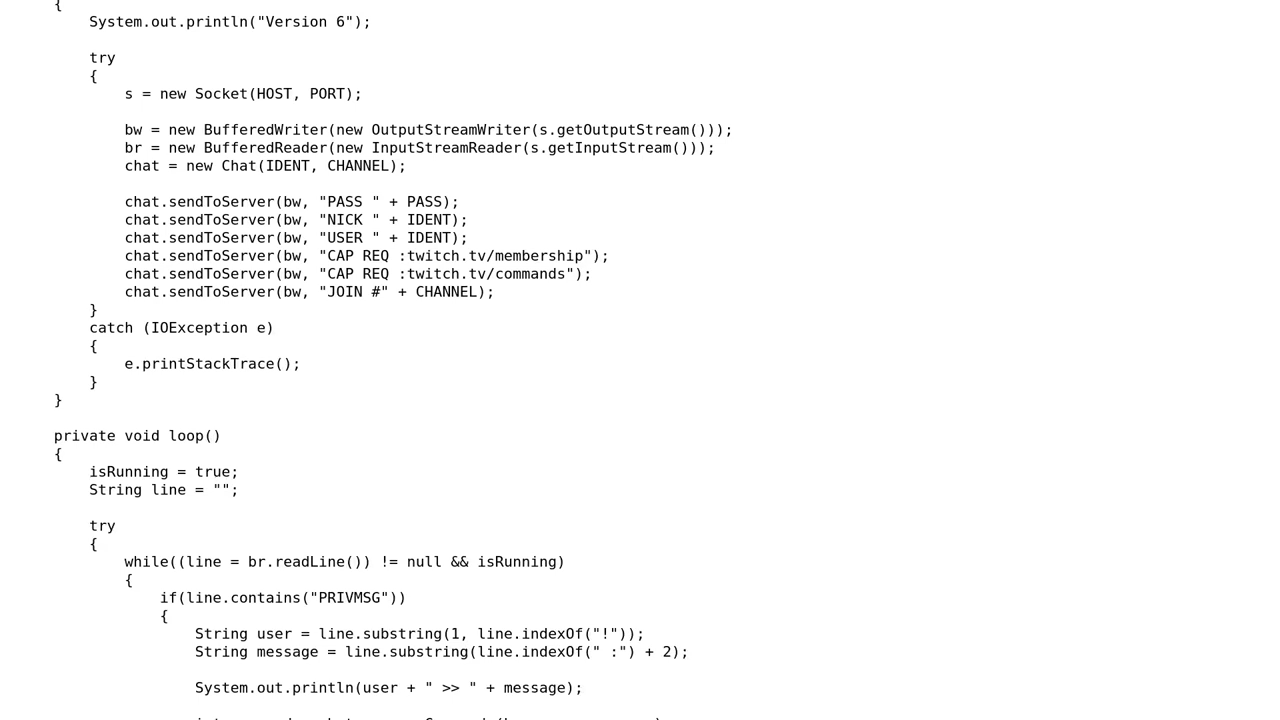 {
System.out.println("Version 6");
try
{
s = new Socket(HOST, PORT);
bw = new BufferedWriter(new OutputStreamWriter(s.getOutputStream()));
br = new BufferedReader(new InputStreamReader(s.getInputStream()));
chat = new Chat(IDENT, CHANNEL);
chat.sendToServer(bw, "PASS " + PASS);
chat.sendToServer(bw, "NICK " + IDENT);
chat.sendToServer(bw, "USER " + IDENT);
chat.sendToServer(bw, "CAP REQ :twitch.tv/membership");
chat.sendToServer(bw, "CAP REQ :twitch.tv/commands");
chat.sendToServer(bw, "JOIN #" + CHANNEL);
}
catch (IOException e)
{
e.printStackTrace();
}
}
private void loop()
{
isRunning = true;
String line = "";
try
{
while((line = br.readLine()) != null && isRunning)
{
if(line.contains("PRIVMSG"))
{
String user = line.substring(1, line.indexOf("!"));
String message = line.substring(line.indexOf(" :") + 2);
System.out.println(user + " >> " + message);